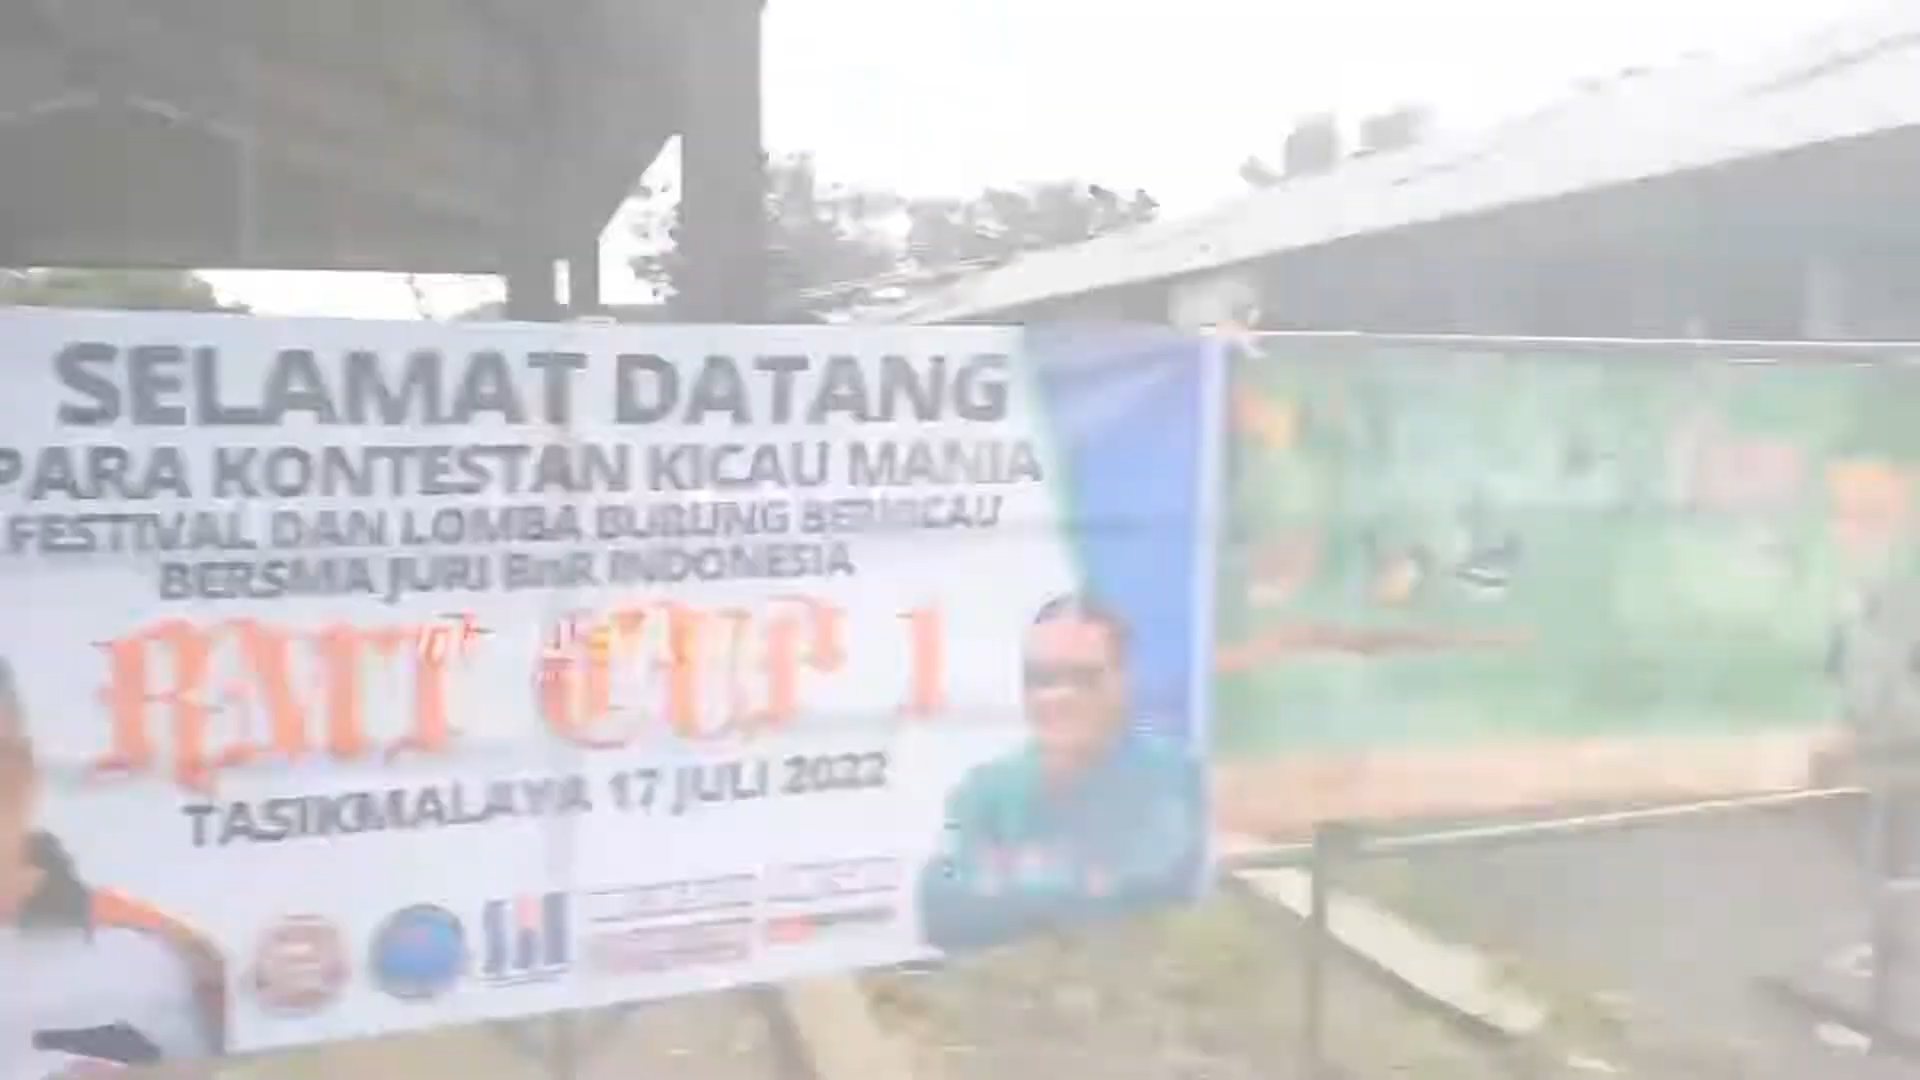 SELAMAT DATANG
PARA KONTESTAN KICAU MANIA
FESTIVAL DAN LOMBA BURUNG BERKICAU
BERSMA JURI BnR INDONESIA
CUP 1
TASIKMALAYA 17 JULI 2022